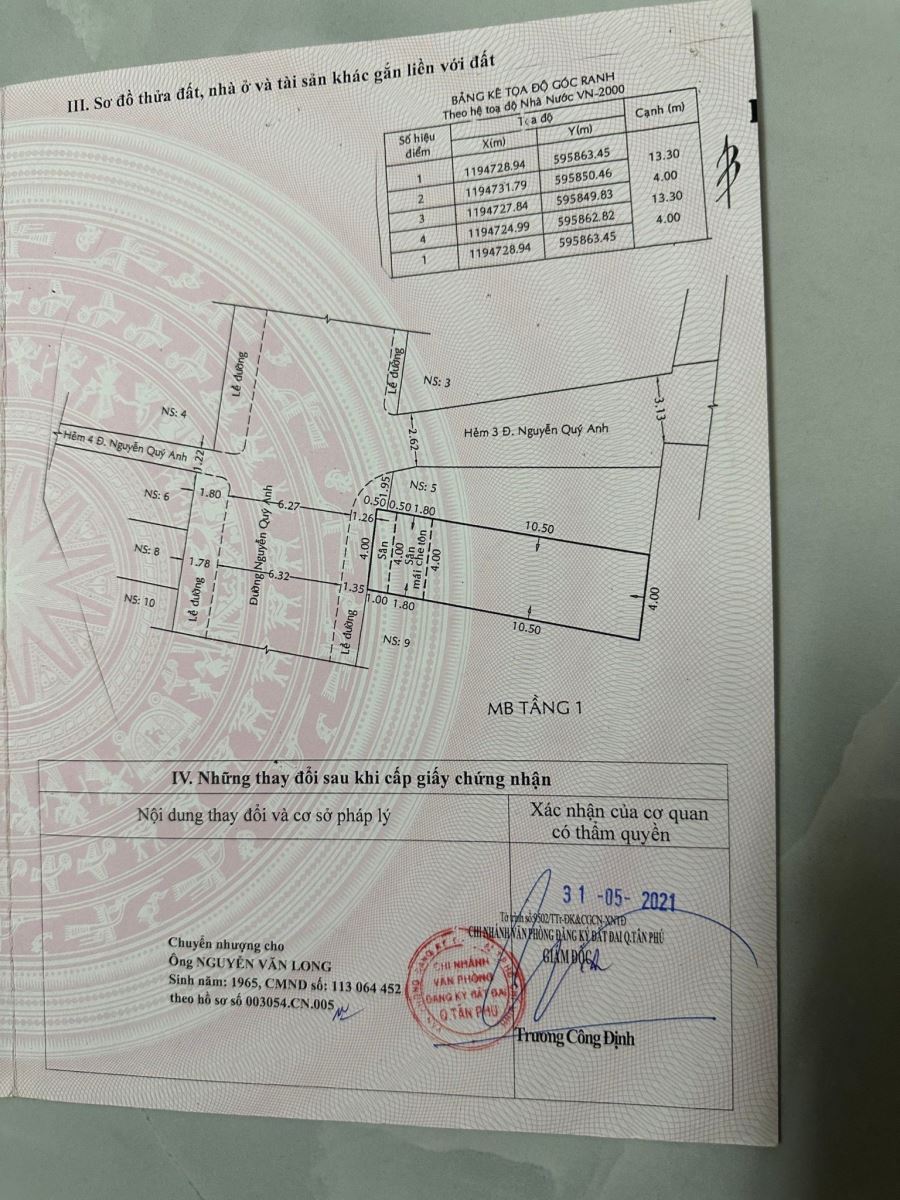 III. Sơ đồ thửa đất, nhà ở và tài sản khác gắn liền với đất
BẢNG KÊ TỌA ĐỘ GÓC RANH
Theo hệ toạ độ Nhà Nước VN-2000
Số hiệu điểm
Tọa độ
Cạnh (m)
X(m)
Y(m)
1 1194728.94 595863.45
13.30
2 1194731.79 595850.46
4.00
3 1194727.84 595849.83
13.30
4 1194724.99 595862.82
4.00
1 1194728.94 595863.45
Lề đường
Lề đường
NS: 3
NS: 4
Hẻm 4 Đ. Nguyễn Quý Anh
1.22
2.62
Hẻm 3 Đ. Nguyễn Quý Anh
3.13
NS: 6
1.80
6.27
1.95
NS: 5
0.50
0.50
1.80
1.26
10.50
NS: 8
1.78
Đường Nguyễn Quý Anh
6.32
4.00
Sân
4.00
Sân mái che tôn
4.00
1.35
1.00
1.80
10.50
4.00
NS: 10
Lề đường
Lề đường
NS: 9
MB TẦNG 1
IV. Những thay đổi sau khi cấp giấy chứng nhận
Nội dung thay đổi và cơ sở pháp lý
Xác nhận của cơ quan
có thẩm quyền
31 -05- 2021
Tờ trình số:9502/TTr-ĐK&CGCN-XNTĐ
CHI NHÁNH VĂN PHÒNG ĐĂNG KÝ ĐẤT ĐAI Q.TÂN PHÚ
GIÁM ĐỐC
Chuyển nhượng cho
Ông NGUYỄN VĂN LONG
Sinh năm: 1965, CMND số: 113 064 452
theo hồ sơ số 003054.CN.005
CHI NHÁNH
VĂN PHÒNG
ĐĂNG KÝ ĐẤT ĐAI
Q.TÂN PHÚ
Trương Công Định